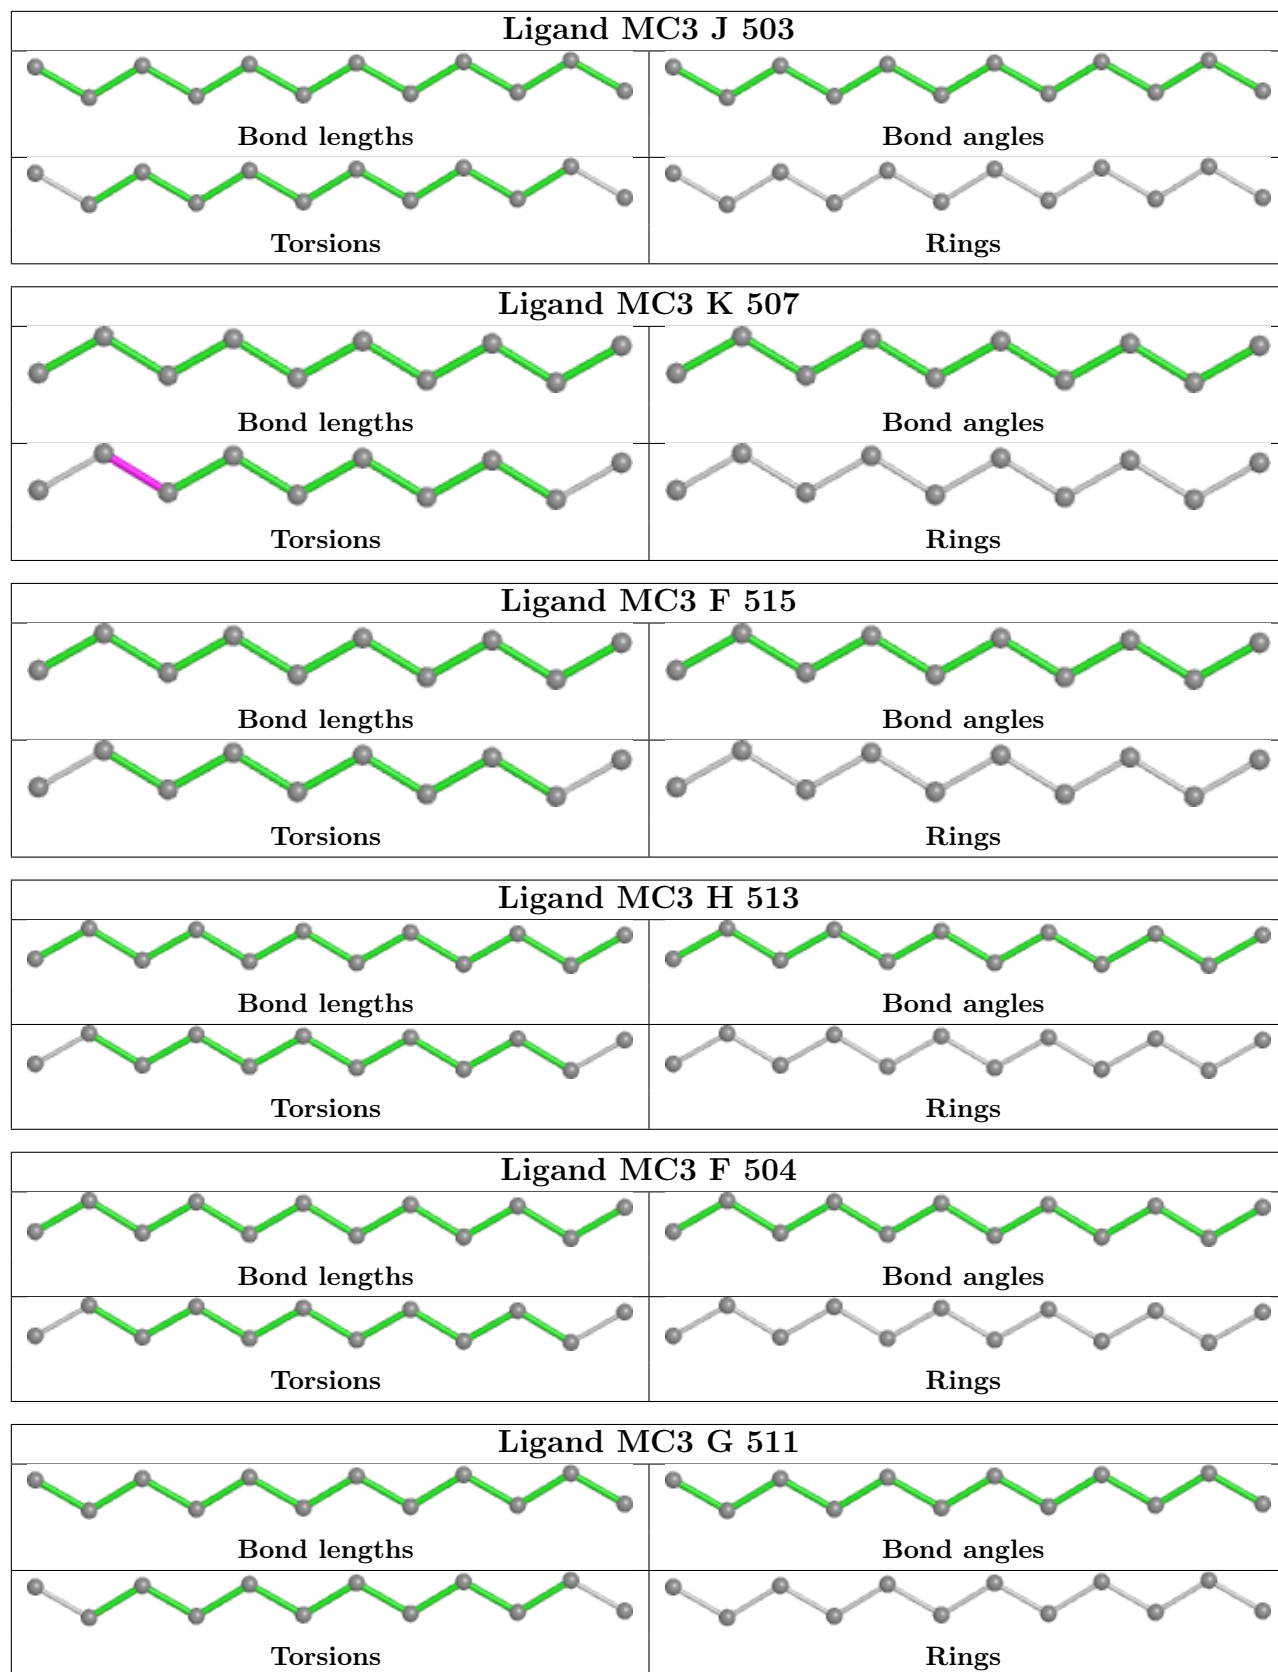 Ligand MC3 J 503
Bond lengths Bond angles
Torsions Rings
Ligand MC3 K 507
Bond lengths Bond angles
Torsions Rings
Ligand MC3 F 515
Bond lengths Bond angles
Torsions Rings
Ligand MC3 H 513
Bond lengths Bond angles
Torsions Rings
Ligand MC3 F 504
Bond lengths Bond angles
Torsions Rings
Ligand MC3 G 511
Bond lengths Bond angles
Torsions Rings